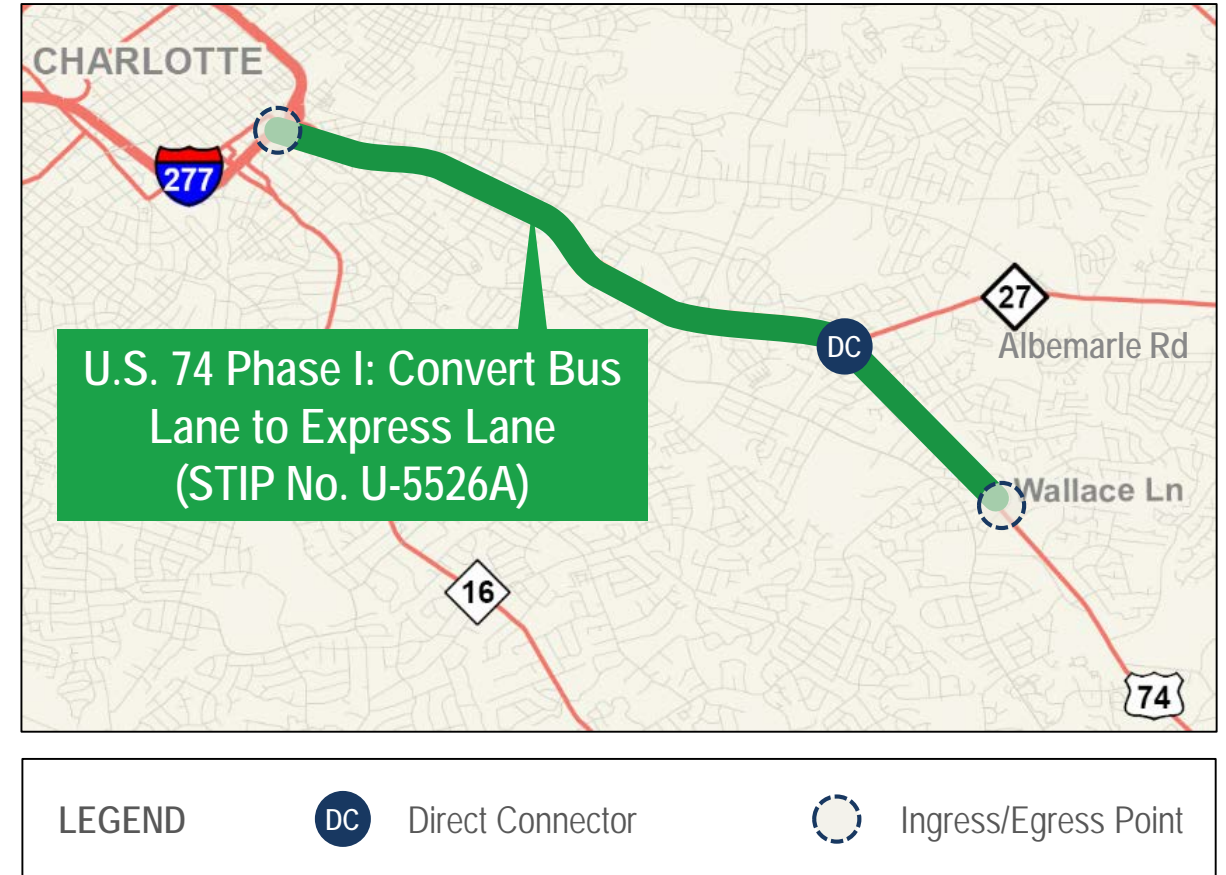 CHARLOTTE
277
27
Albemarle Rd
DC
U.S. 74 Phase I: Convert Bus
Lane to Express Lane
(STIP No. U-5526A)
Wallace Ln
16
74
LEGEND
DC Direct Connector
Ingress/Egress Point